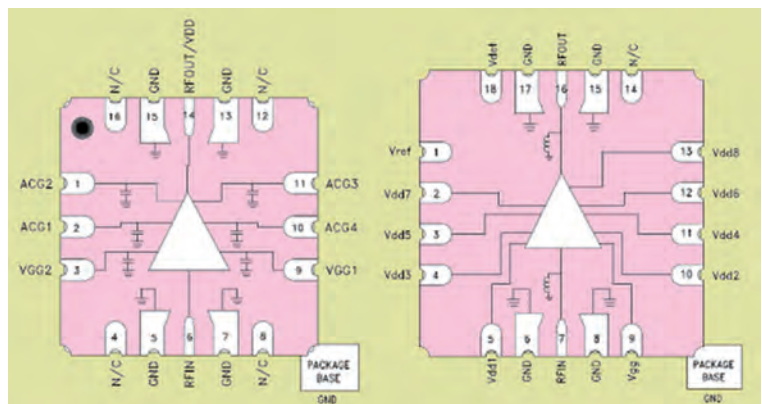 N/C GND RFOUT/VDD GND N/C
16 15 14 13 12
ACG2 1 11 ACG3
ACG1 2 10 ACG4
VGG2 3 9 VGG1
4 5 6 7 8
N/C GND RFIN GND N/C
PACKAGE
BASE
GND
Vdet GND RFOUT GND N/C
18 17 16 15 14
Vref 1 13 Vdd8
Vdd7 2 12 Vdd6
Vdd5 3 11 Vdd4
Vdd3 4 10 Vdd2
5 6 7 8 9
Vdd1 GND RFIN GND Vgg
PACKAGE
BASE
GND